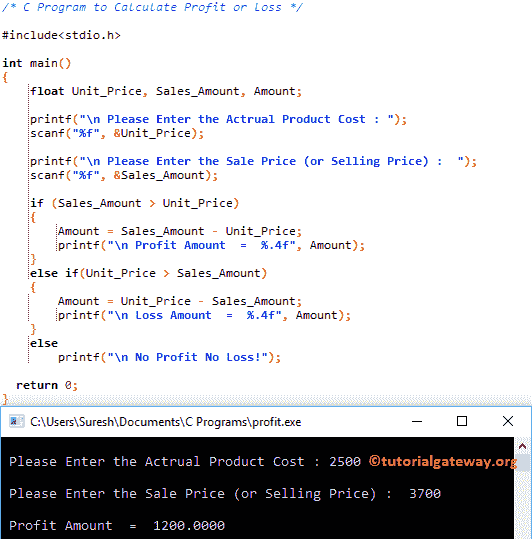 /* C Program to Calculate Profit or Loss */
#include<stdio.h>
int main()
{
float Unit_Price, Sales_Amount, Amount;
printf("\n Please Enter the Actrual Product Cost : ");
scanf("%f", &Unit_Price);
printf("\n Please Enter the Sale Price (or Selling Price) :  ");
scanf("%f", &Sales_Amount);
if (Sales_Amount > Unit_Price)
{
Amount = Sales_Amount - Unit_Price;
printf("\n Profit Amount  =  %.4f", Amount);
}
else if(Unit_Price > Sales_Amount)
{
Amount = Unit_Price - Sales_Amount;
printf("\n Loss Amount  =  %.4f", Amount);
}
else
printf("\n No Profit No Loss!");
return 0;
}
C:\Users\Suresh\Documents\C Programs\profit.exe
Please Enter the Actrual Product Cost : 2500 ©tutorialgateway.org
Please Enter the Sale Price (or Selling Price) :  3700
Profit Amount  =  1200.0000